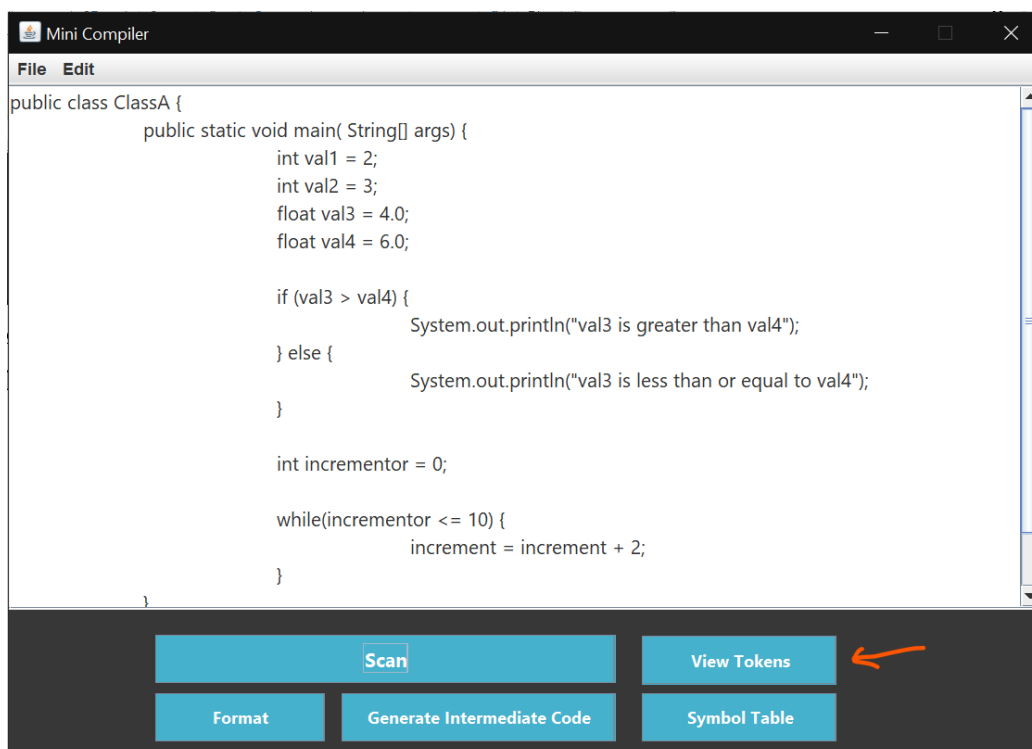 Mini Compiler
File Edit
public class ClassA {
public static void main( String[] args) {
int val1 = 2;
int val2 = 3;
float val3 = 4.0;
float val4 = 6.0;
if (val3 > val4) {
System.out.println("val3 is greater than val4");
} else {
System.out.println("val3 is less than or equal to val4");
}
int incrementor = 0;
while(incrementor <= 10) {
increment = increment + 2;
}
}
Scan
View Tokens
Format
Generate Intermediate Code
Symbol Table